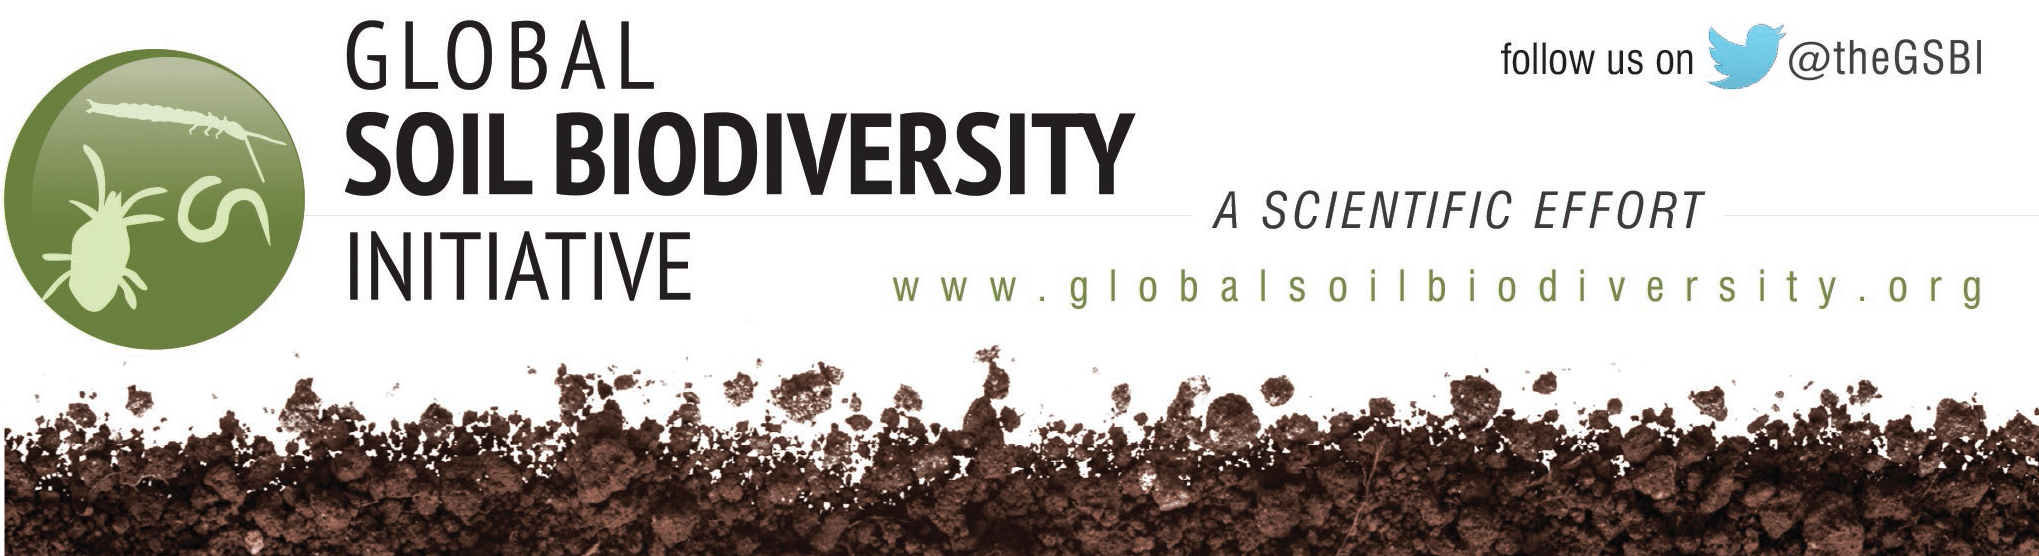 GLOBAL
SOIL BIODIVERSITY
INITIATIVE
follow us on @theGSBI
A SCIENTIFIC EFFORT
www.globalsoilbiodiversity.org